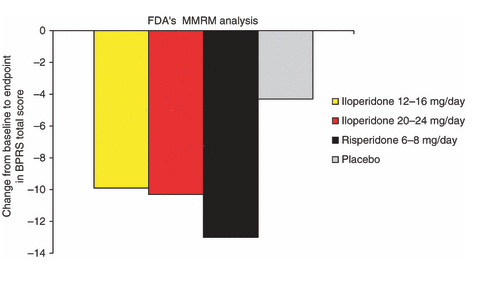 FDA's MMRM analysis
Change from baseline to endpoint
in BPRS total score
0
−2
−4
−6
−8
−10
−12
−14
Iloperidone 12–16 mg/day
Iloperidone 20–24 mg/day
Risperidone 6–8 mg/day
Placebo